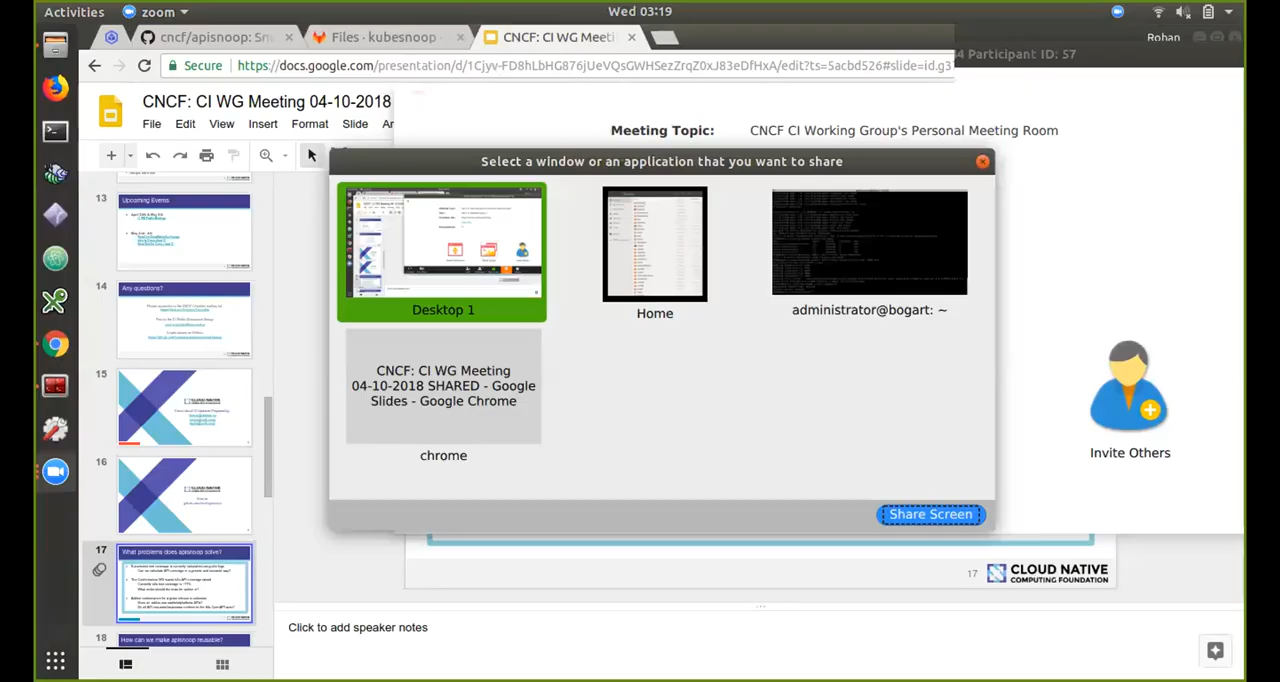 Activities
zoom
Wed 03:19
cncf/apisnoop: Sn
Files · kubesnoop
CNCF: CI WG Meeti
Rohan
4 Participant ID: 57
Secure
https://docs.google.com/presentation/d/1Cjyv-FD8hLbHG876jUeVQsGWHSezZrqZ0xJ83eDfHxA/edit?ts=5acbd526#slide=id.g3
CNCF: CI WG Meeting 04-10-2018
File Edit View Insert Format Slide Ar
Meeting Topic: CNCF CI Working Group's Personal Meeting Room
Select a window or an application that you want to share
Desktop 1
Home
administrator@bogart: ~
CNCF: CI WG Meeting
04-10-2018 SHARED - Google
Slides - Google Chrome
chrome
Share Screen
Invite Others
13
Upcoming Events
14
Any questions?
15
16
17
What problems does apisnoop solve?
18
How can we make apisnoop reusable?
17
CLOUD NATIVE
COMPUTING FOUNDATION
Click to add speaker notes